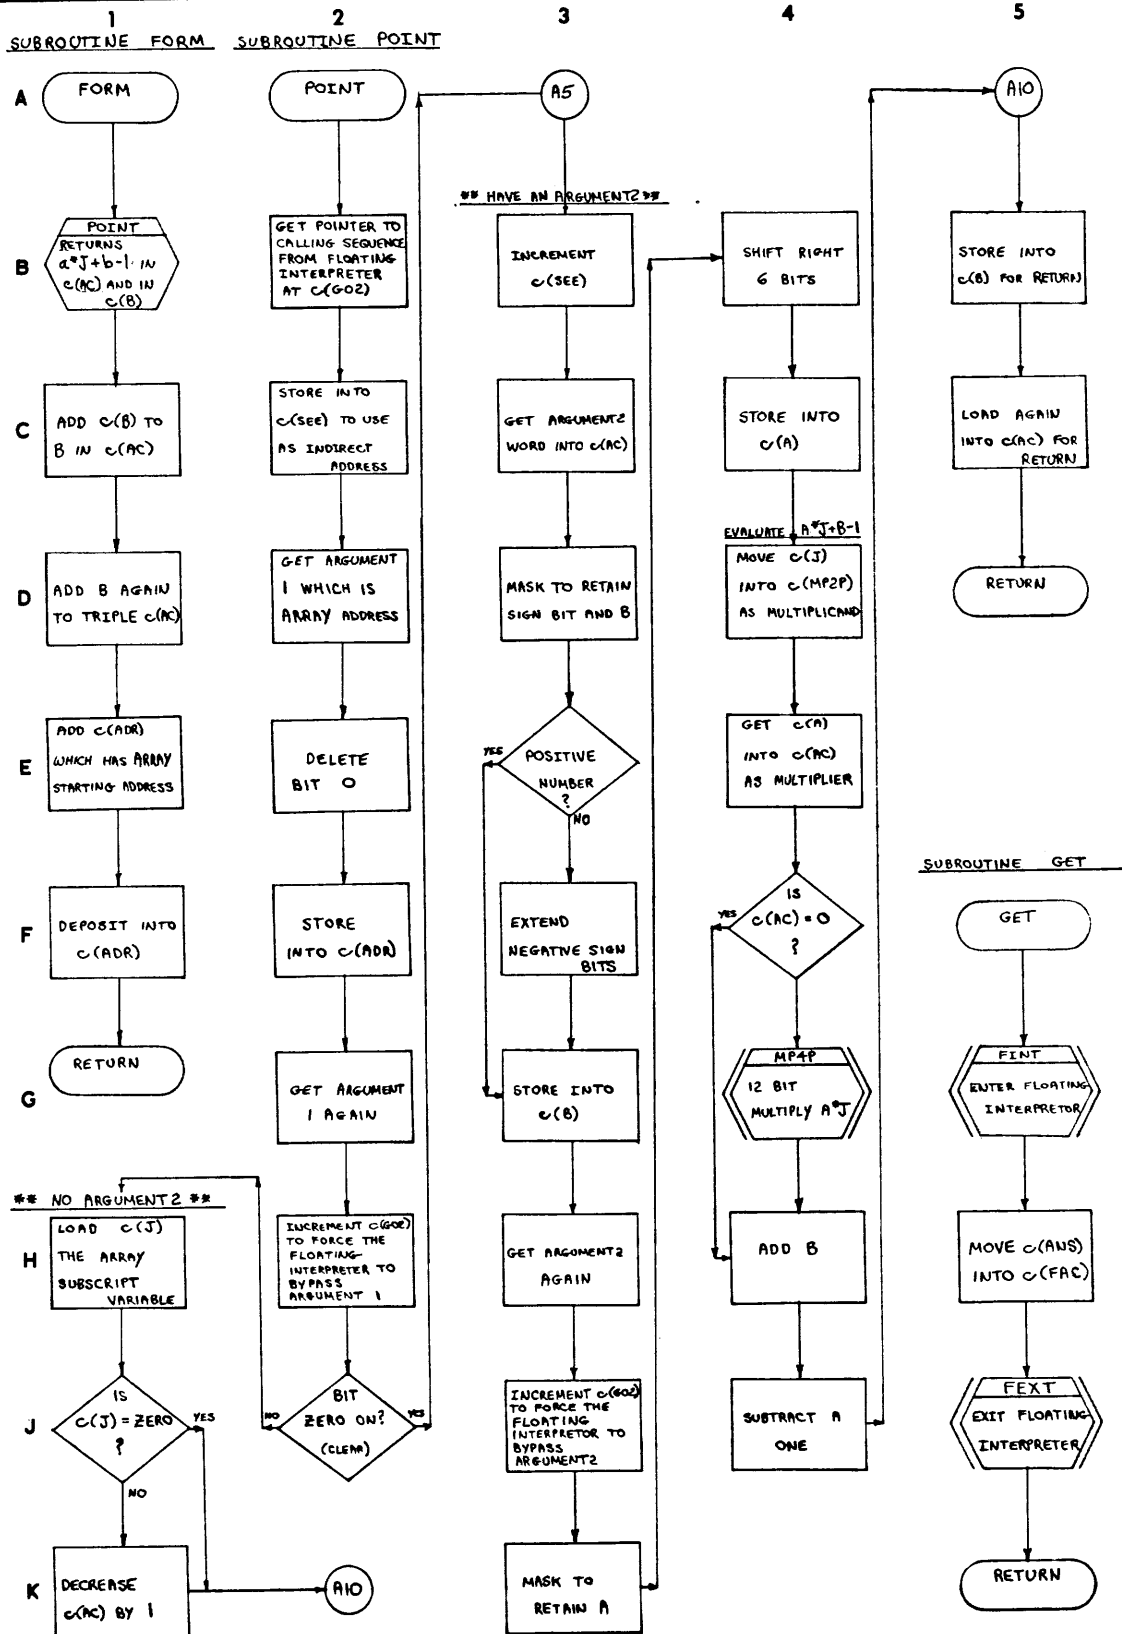 1
2
3
4
5
SUBROUTINE FORM
SUBROUTINE POINT
A
B
C
D
E
F
G
H
J
K
FORM
POINT
RETURNS
a*J+b-1 IN
c(AC) AND IN
c(B)
ADD c(B) TO
B IN c(AC)
ADD B AGAIN
TO TRIPLE c(AC)
ADD c(ADR)
WHICH HAS ARRAY
STARTING ADDRESS
DEPOSIT INTO
c(ADR)
RETURN
** NO ARGUMENT2 **
LOAD c(J)
THE ARRAY
SUBSCRIPT
VARIABLE
IS
c(J)=ZERO
?
YES
NO
DECREASE
c(AC) BY 1
A10
POINT
GET POINTER TO
CALLING SEQUENCE
FROM FLOATING
INTERPRETER
AT c(GO2)
STORE INTO
c(SEE) TO USE
AS INDIRECT
ADDRESS
GET ARGUMENT
1 WHICH IS
ARRAY ADDRESS
DELETE
BIT 0
STORE
INTO c(ADR)
GET ARGUMENT
1 AGAIN
INCREMENT c(GO2)
TO FORCE THE
FLOATING
INTERPRETER TO
BYPASS
ARGUMENT 1
BIT
ZERO ON?
(CLEAR)
NO
YES
A5
** HAVE AN ARGUMENT2 **
INCREMENT
c(SEE)
GET ARGUMENT2
WORD INTO c(AC)
MASK TO RETAIN
SIGN BIT AND B
POSITIVE
NUMBER
?
YES
NO
EXTEND
NEGATIVE SIGN
BITS
STORE INTO
c(B)
GET ARGUMENT2
AGAIN
INCREMENT c(GO2)
TO FORCE THE
FLOATING
INTERPRETOR TO
BYPASS
ARGUMENT2
MASK TO
RETAIN A
SHIFT RIGHT
6 BITS
STORE INTO
c(A)
EVALUATE A*J+B-1
MOVE c(J)
INTO c(MP2P)
AS MULTIPLICAND
GET c(A)
INTO c(AC)
AS MULTIPLIER
IS
c(AC)=0
?
YES
MP4P
12 BIT
MULTIPLY A*J
ADD B
SUBTRACT A
ONE
A10
STORE INTO
c(B) FOR RETURN
LOAD AGAIN
INTO c(AC) FOR
RETURN
RETURN
SUBROUTINE GET
GET
FINT
ENTER FLOATING
INTERPRETOR
MOVE c(ANS)
INTO c(FAC)
FEXT
EXIT FLOATING
INTERPRETER
RETURN